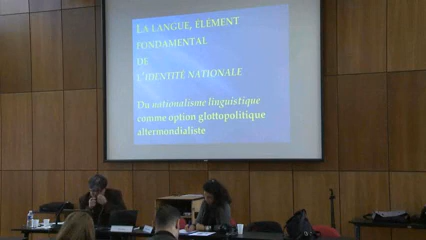 LA LANGUE, ÉLÉMENT
FONDAMENTAL
DE
L'IDENTITÉ NATIONALE
Du nationalisme linguistique
comme option glottopolitique
altermondialiste